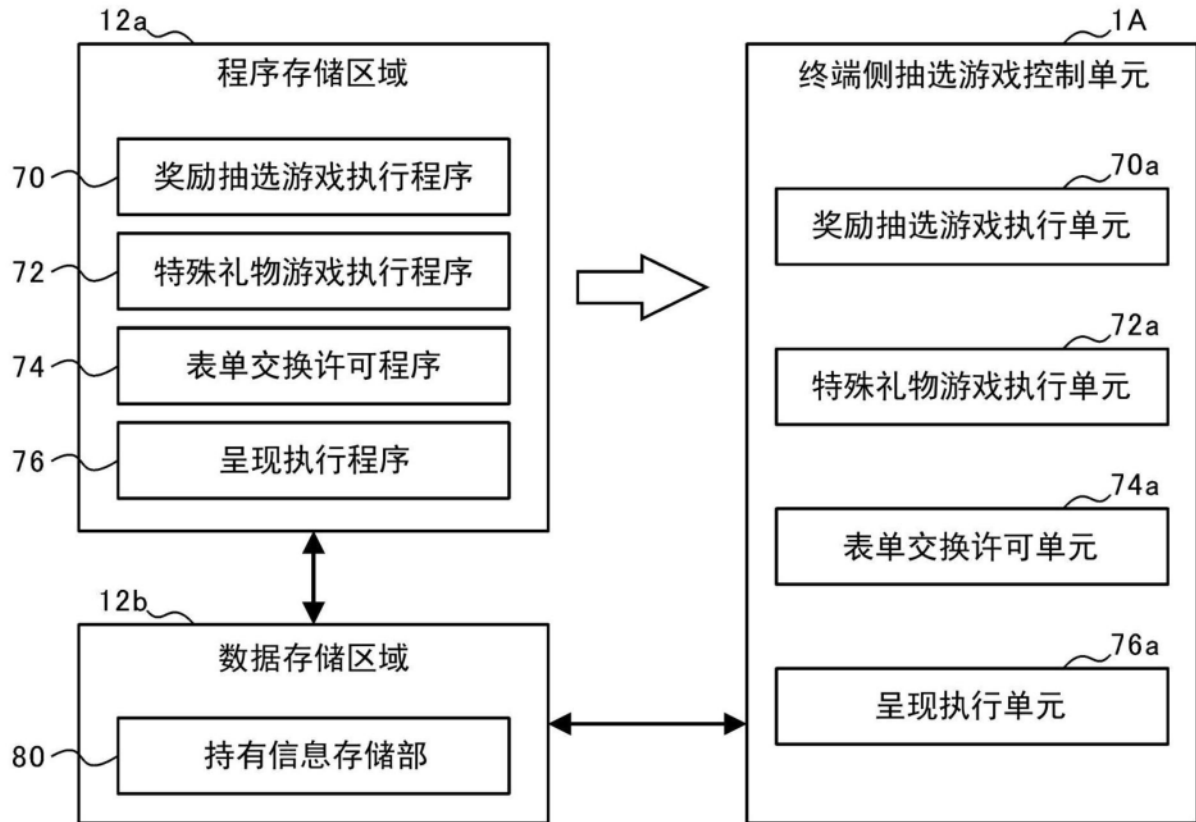 12a
程序存储区域
70
奖励抽选游戏执行程序
72
特殊礼物游戏执行程序
74
表单交换许可程序
76
呈现执行程序
12b
数据存储区域
80
持有信息存储部
1A
终端侧抽选游戏控制单元
70a
奖励抽选游戏执行单元
72a
特殊礼物游戏执行单元
74a
表单交换许可单元
76a
呈现执行单元